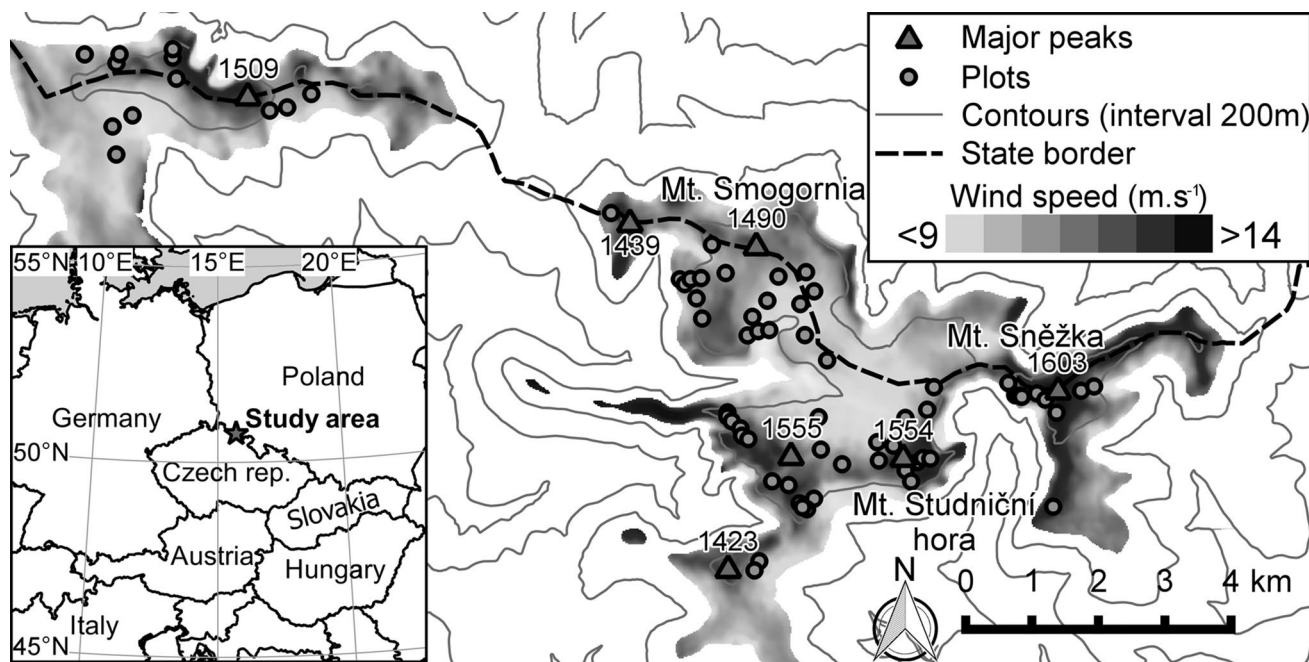 1509
Mt. Smogornia
1490
1439
Mt. Sněžka
1603
1555
1554
Mt. Studniční
hora
1423
Major peaks
Plots
Contours (interval 200m)
State border
Wind speed (m.s⁻¹)
<9 >14
N
0 1 2 4 km
55°N 10°E 15°E 20°E
Poland
Germany
Study area
50°N
Czech rep.
Slovakia
Austria
Hungary
Italy
45°N